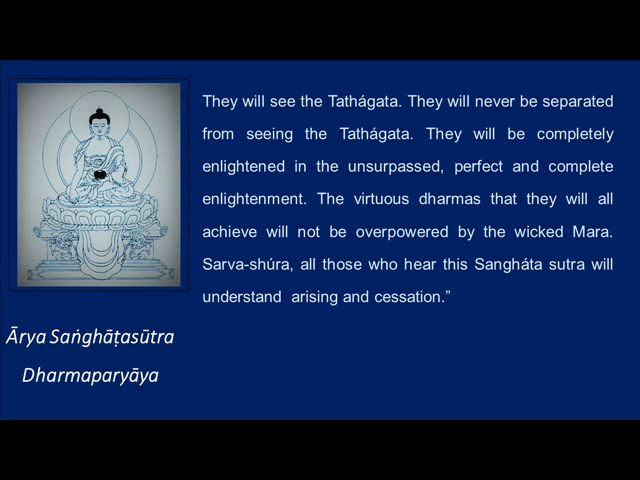 They will see the Tathágata. They will never be separated
from seeing the Tathágata. They will be completely
enlightened in the unsurpassed, perfect and complete
enlightenment. The virtuous dharmas that they will all
achieve will not be overpowered by the wicked Mara.
Sarva-shúra, all those who hear this Sangháta sutra will
understand  arising and cessation.”
Ārya Saṅghāṭasūtra
Dharmaparyāya